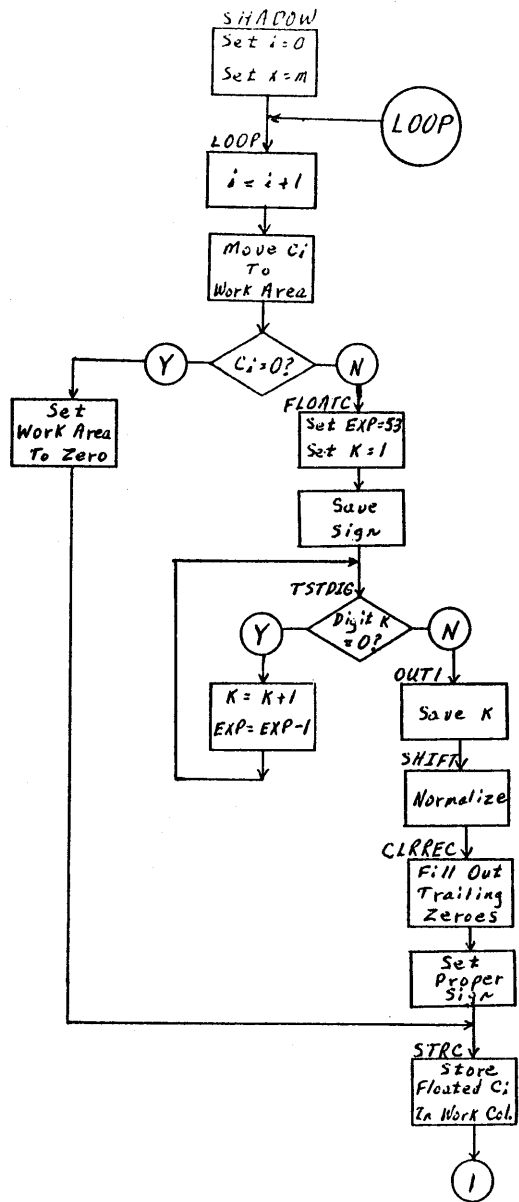 SHADOW
Set i=0
Set x=m
LOOP
LOOP
i = i+1
Move Ci
To
Work Area
Ci=0?
Y
N
Set
Work Area
To Zero
FLOATC
Set EXP=53
Set K=1
Save
Sign
TSTDIG
Digit K
=0?
Y
N
K = K+1
EXP=EXP-1
OUT1
Save K
SHIFT
Normalize
CLRREC
Fill Out
Trailing
Zeroes
Set
Proper
Sign
STRC
Store
Floated Ci
In Work Col.
1